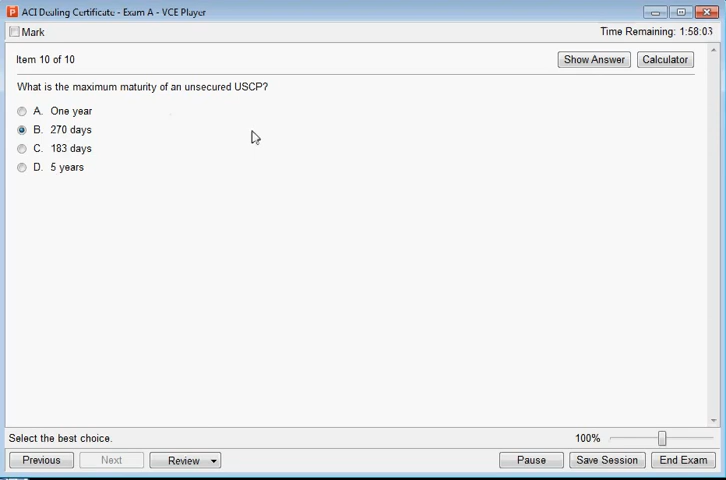 ACI Dealing Certificate - Exam A - VCE Player
Mark
Time Remaining: 1:58:03
Item 10 of 10
Show Answer
Calculator
What is the maximum maturity of an unsecured USCP?
A. One year
B. 270 days
C. 183 days
D. 5 years
Select the best choice.
100%
Previous
Next
Review
Pause
Save Session
End Exam